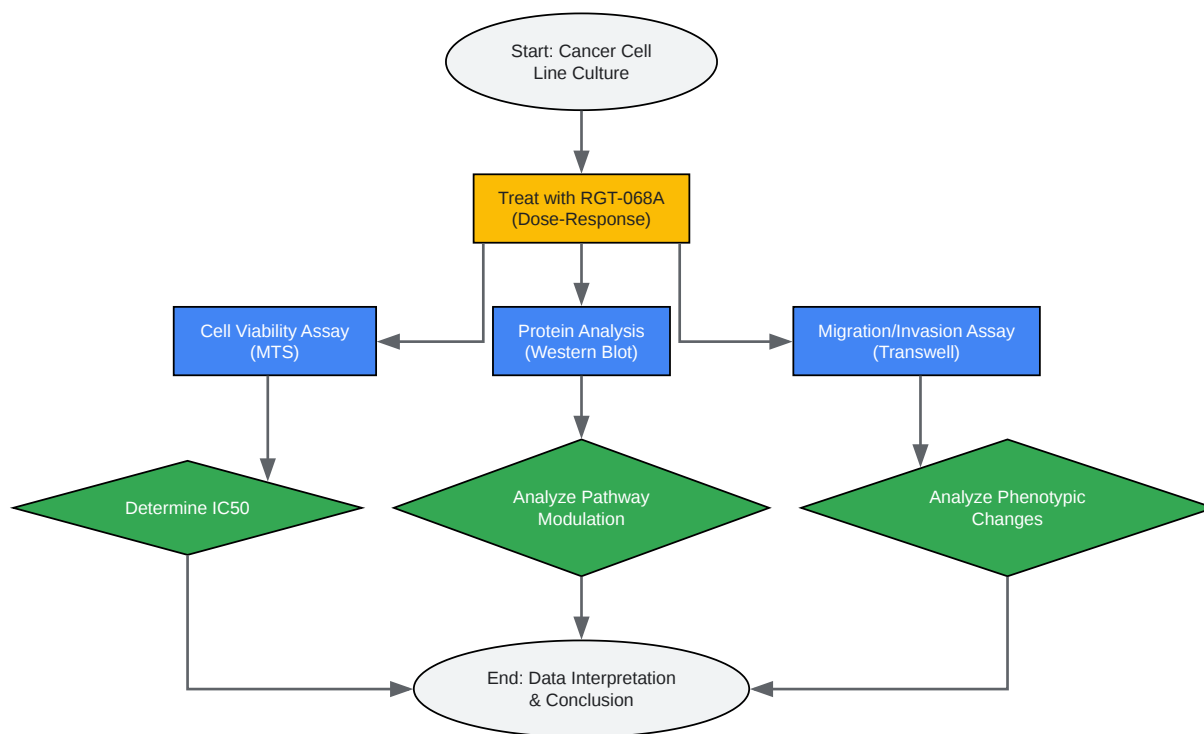 Start: Cancer Cell
Line Culture
Treat with RGT-068A
(Dose-Response)
Cell Viability Assay
(MTS)
Protein Analysis
(Western Blot)
Migration/Invasion Assay
(Transwell)
Determine IC50
Analyze Pathway
Modulation
Analyze Phenotypic
Changes
End: Data Interpretation
& Conclusion